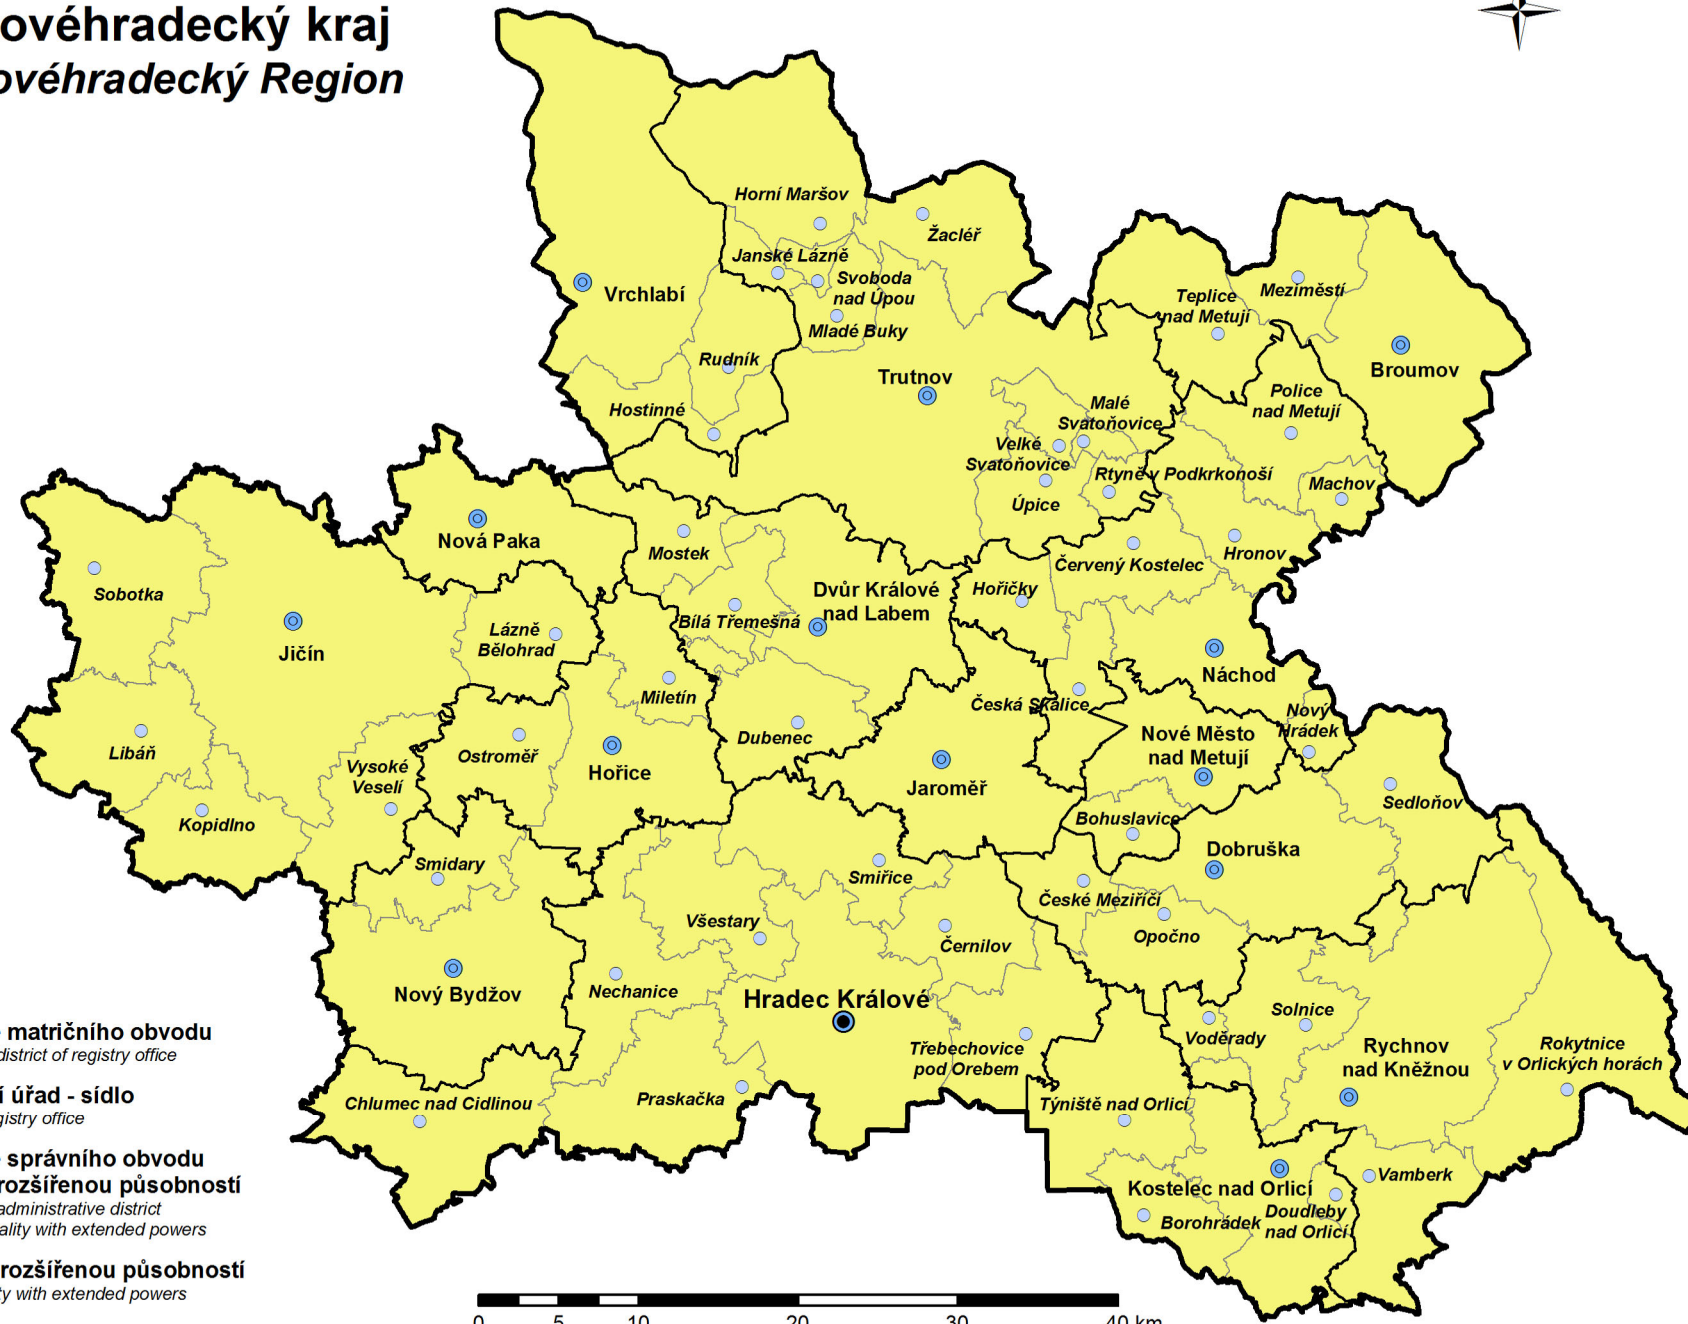 ovéhradecký kraj
ovéhradecký Region
Horní Maršov
Žacléř
Janské Lázně
Svoboda
nad Úpou
Mladé Buky
Vrchlabí
Teplice
nad Metují
Meziměstí
Rudník
Trutnov
Broumov
Hostinné
Malé
Svatoňovice
Police
nad Metují
Velké
Svatoňovice
Rtyně v Podkrkonoší
Machov
Úpice
Nová Paka
Mostek
Červený Kostelec
Hronov
Sobotka
Dvůr Králové
nad Labem
Hořičky
Bílá Třemešná
Lázně
Bělohrad
Jičín
Náchod
Miletín
Česká Skalice
Nový
Hrádek
Libáň
Ostroměř
Dubenec
Nové Město
nad Metují
Vysoké
Veselí
Hořice
Jaroměř
Sedloňov
Kopidlno
Bohuslavice
Smidary
Smiřice
Dobruška
České Meziříčí
Všestary
Černilov
Opočno
Nový Bydžov
Nechanice
Hradec Králové
Solnice
Voděrady
Třebechovice
pod Orebem
Rychnov
nad Kněžnou
Rokytnice
v Orlických horách
Chlumec nad Cidlinou
Praskačka
Týniště nad Orlicí
Vamberk
Kostelec nad Orlicí
Borohrádek
Doudleby
nad Orlicí
matričního obvodu
district of registry office
í úřad - sídlo
gistry office
správního obvodu
rozšířenou působností
administrative district
ality with extended powers
rozšířenou působností
ty with extended powers
0 5 10 20 30 40 km